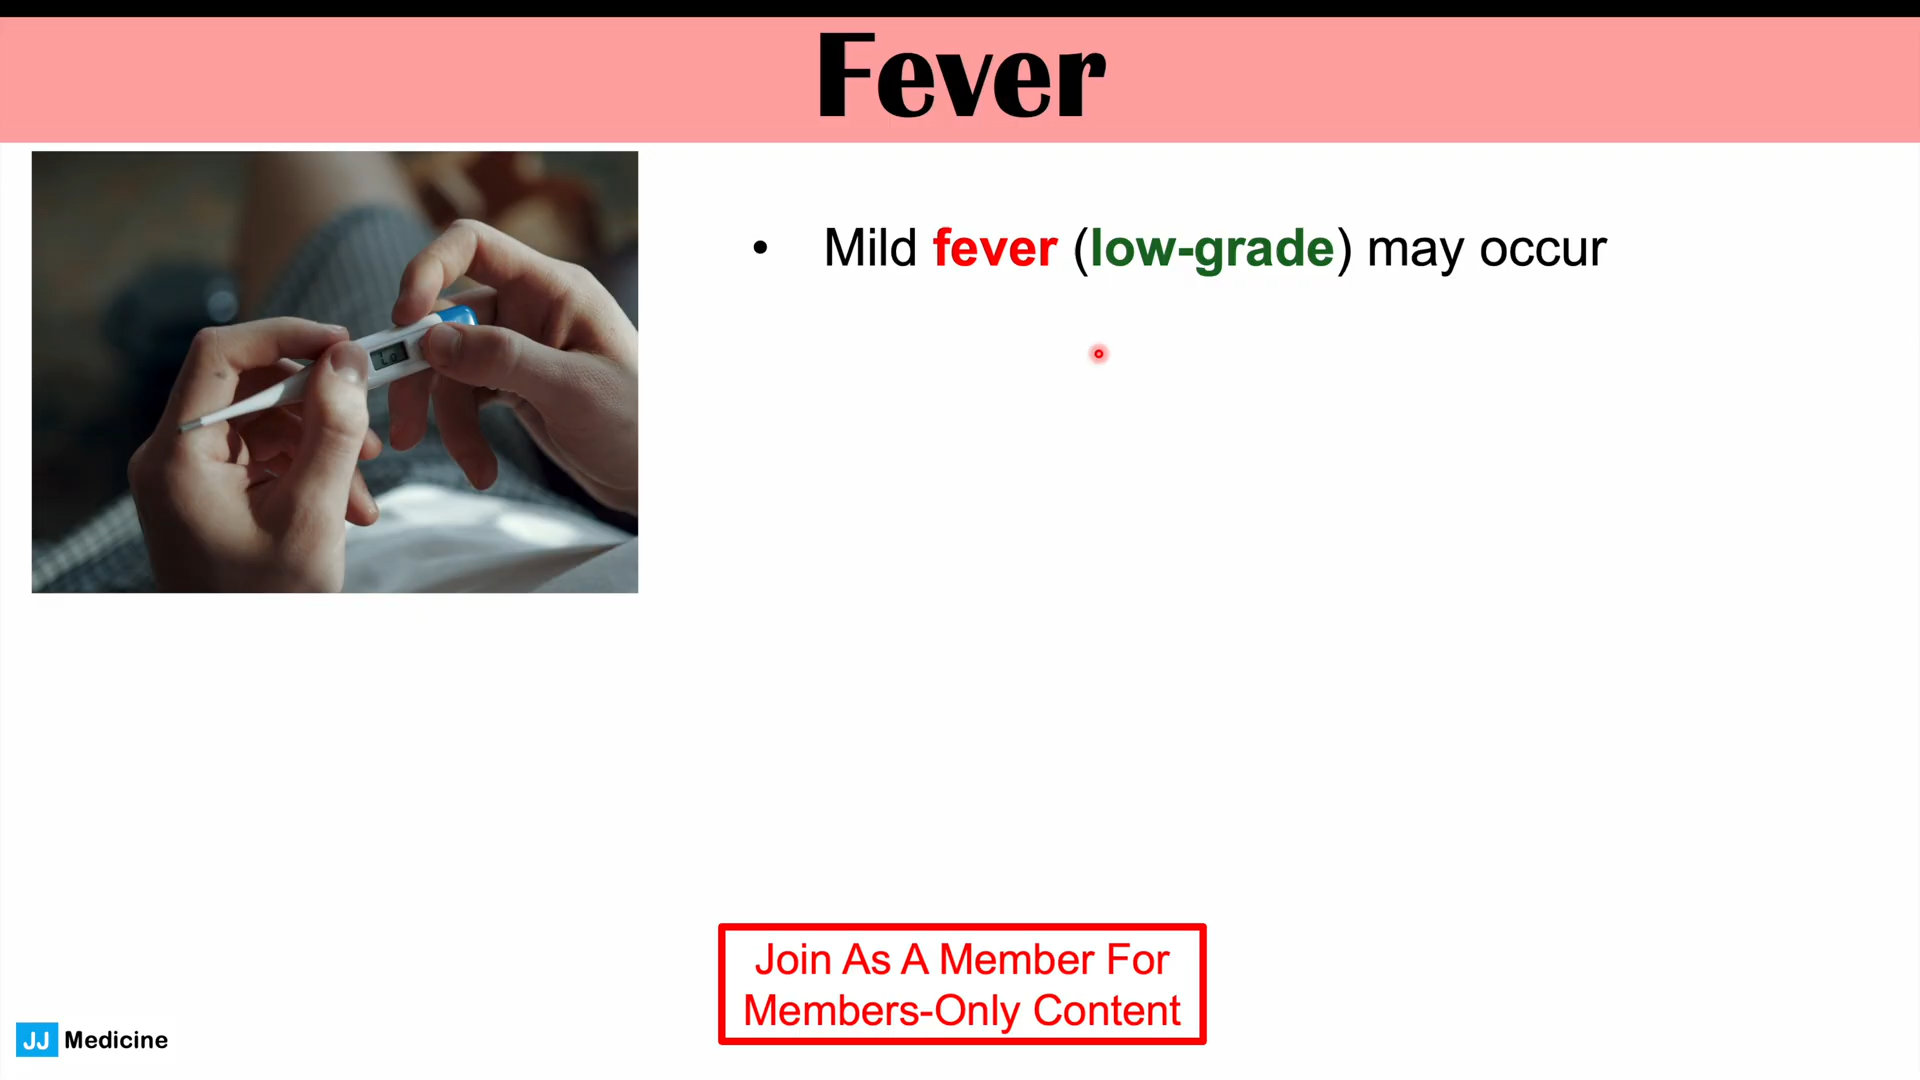 Fever
• Mild fever (low-grade) may occur
Join As A Member For
Members-Only Content
JJ Medicine